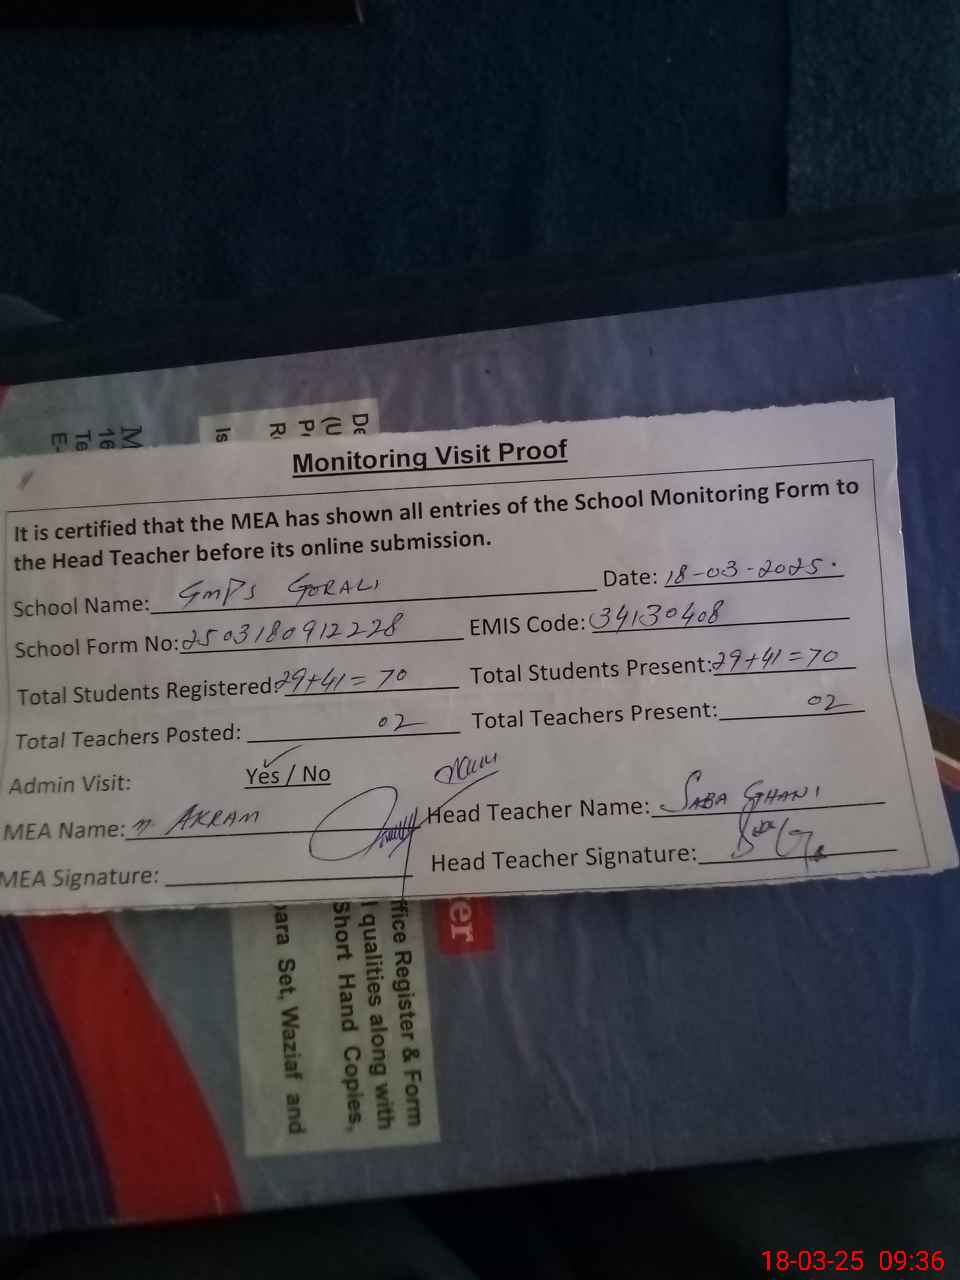 Monitoring Visit Proof
It is certified that the MEA has shown all entries of the School Monitoring Form to
the Head Teacher before its online submission.
School Name: GMPS GORALI Date: 18-03-2025.
School Form No: 2503180912228 EMIS Code: 34130408
Total Students Registered: 29+41=70 Total Students Present: 29+41=70
Total Teachers Posted: 02 Total Teachers Present: 02
Admin Visit: Yes / No
MEA Name: M AKRAM Head Teacher Name: SABA GHANI
MEA Signature: Head Teacher Signature:
er
ffice Register & Form
l qualities along with
Short Hand Copies,
ara Set, Waziaf and
18-03-25 09:36